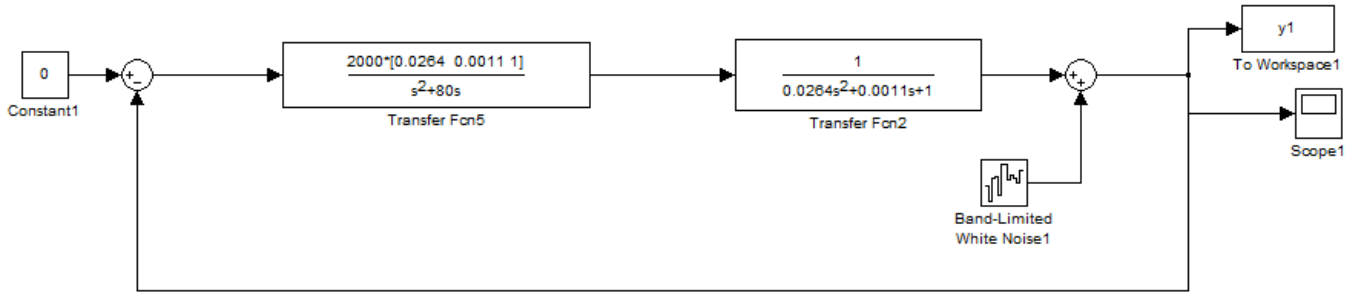 y1
To Workspace1
0
Constant1
+
−
2000*[0.0264 0.0011 1]
s2+80s
Transfer Fcn5
1
0.0264s2+0.0011s+1
Transfer Fcn2
+
+
Scope1
Band-Limited
White Noise1